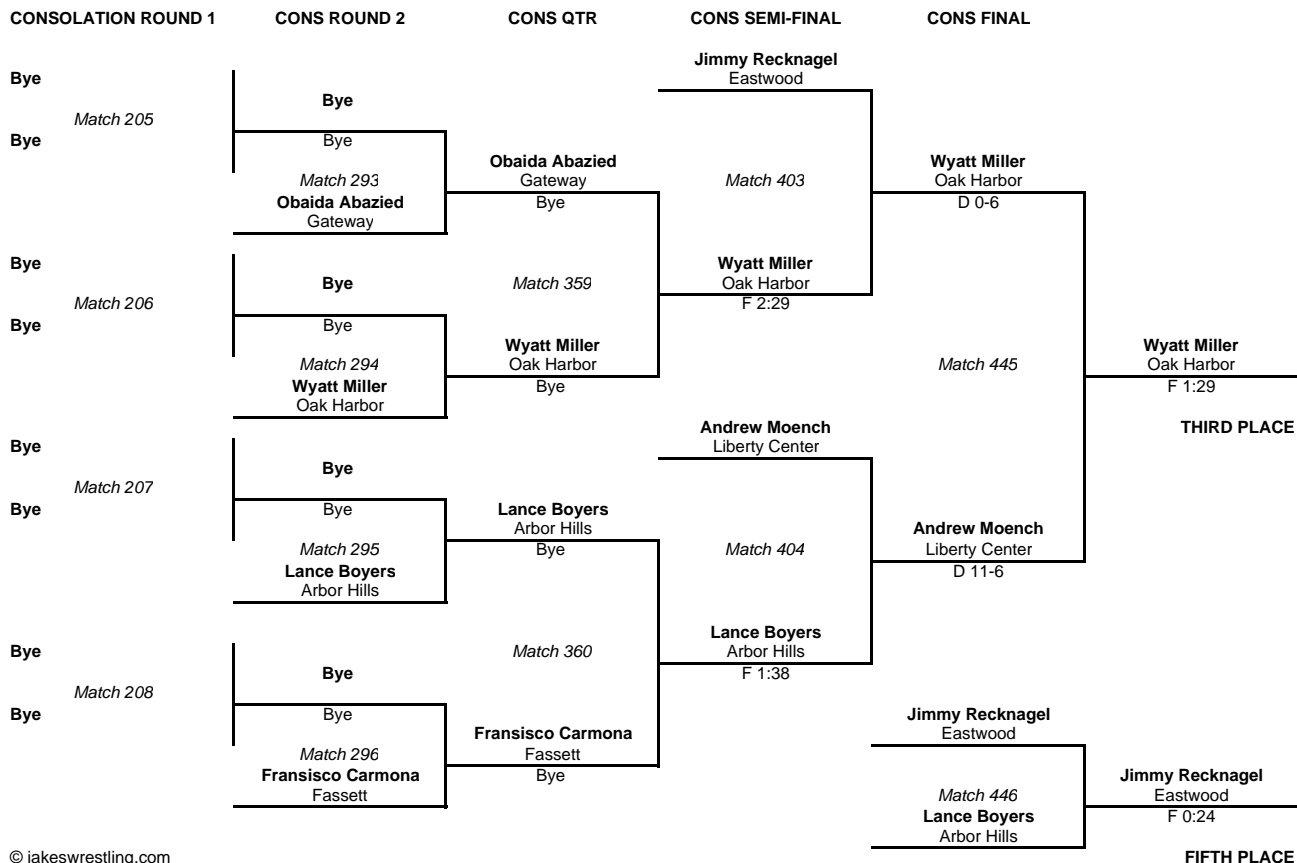 CONSOLATION ROUND 1
CONS ROUND 2
CONS QTR
CONS SEMI-FINAL
CONS FINAL
Bye
Match 205
Bye
Bye
Match 206
Bye
Bye
Match 207
Bye
Bye
Match 208
Bye
Bye
Bye
Match 293
Obaida Abazied
Gateway
Bye
Bye
Match 294
Wyatt Miller
Oak Harbor
Bye
Bye
Match 295
Lance Boyers
Arbor Hills
Bye
Bye
Match 296
Fransisco Carmona
Fassett
Obaida Abazied
Gateway
Bye
Match 359
Wyatt Miller
Oak Harbor
Bye
Lance Boyers
Arbor Hills
Bye
Match 360
Fransisco Carmona
Fassett
Bye
Jimmy Recknagel
Eastwood
Match 403
Wyatt Miller
Oak Harbor
F 2:29
Andrew Moench
Liberty Center
Match 404
Lance Boyers
Arbor Hills
F 1:38
Wyatt Miller
Oak Harbor
D 0-6
Match 445
Andrew Moench
Liberty Center
D 11-6
Wyatt Miller
Oak Harbor
F 1:29
THIRD PLACE
Jimmy Recknagel
Eastwood
Match 446
Lance Boyers
Arbor Hills
Jimmy Recknagel
Eastwood
F 0:24
FIFTH PLACE
© jakeswrestling.com